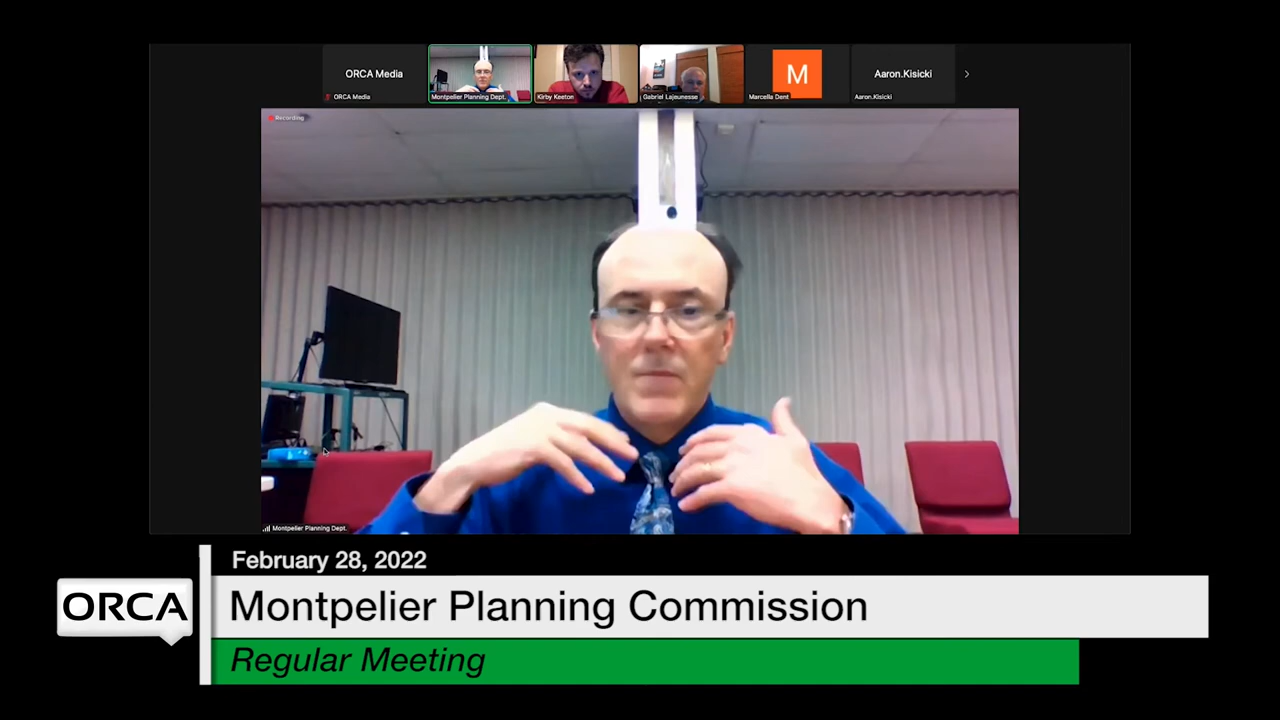 ORCA Media
Aaron.Kisicki
ORCA Media
Montpelier Planning Dept.
Kirby Keeton
Gabriel Lajeunesse
M
Marcella Dent
Aaron.Kisicki
Recording
Montpelier Planning Dept.
February 28, 2022
ORCA
Montpelier Planning Commission
Regular Meeting